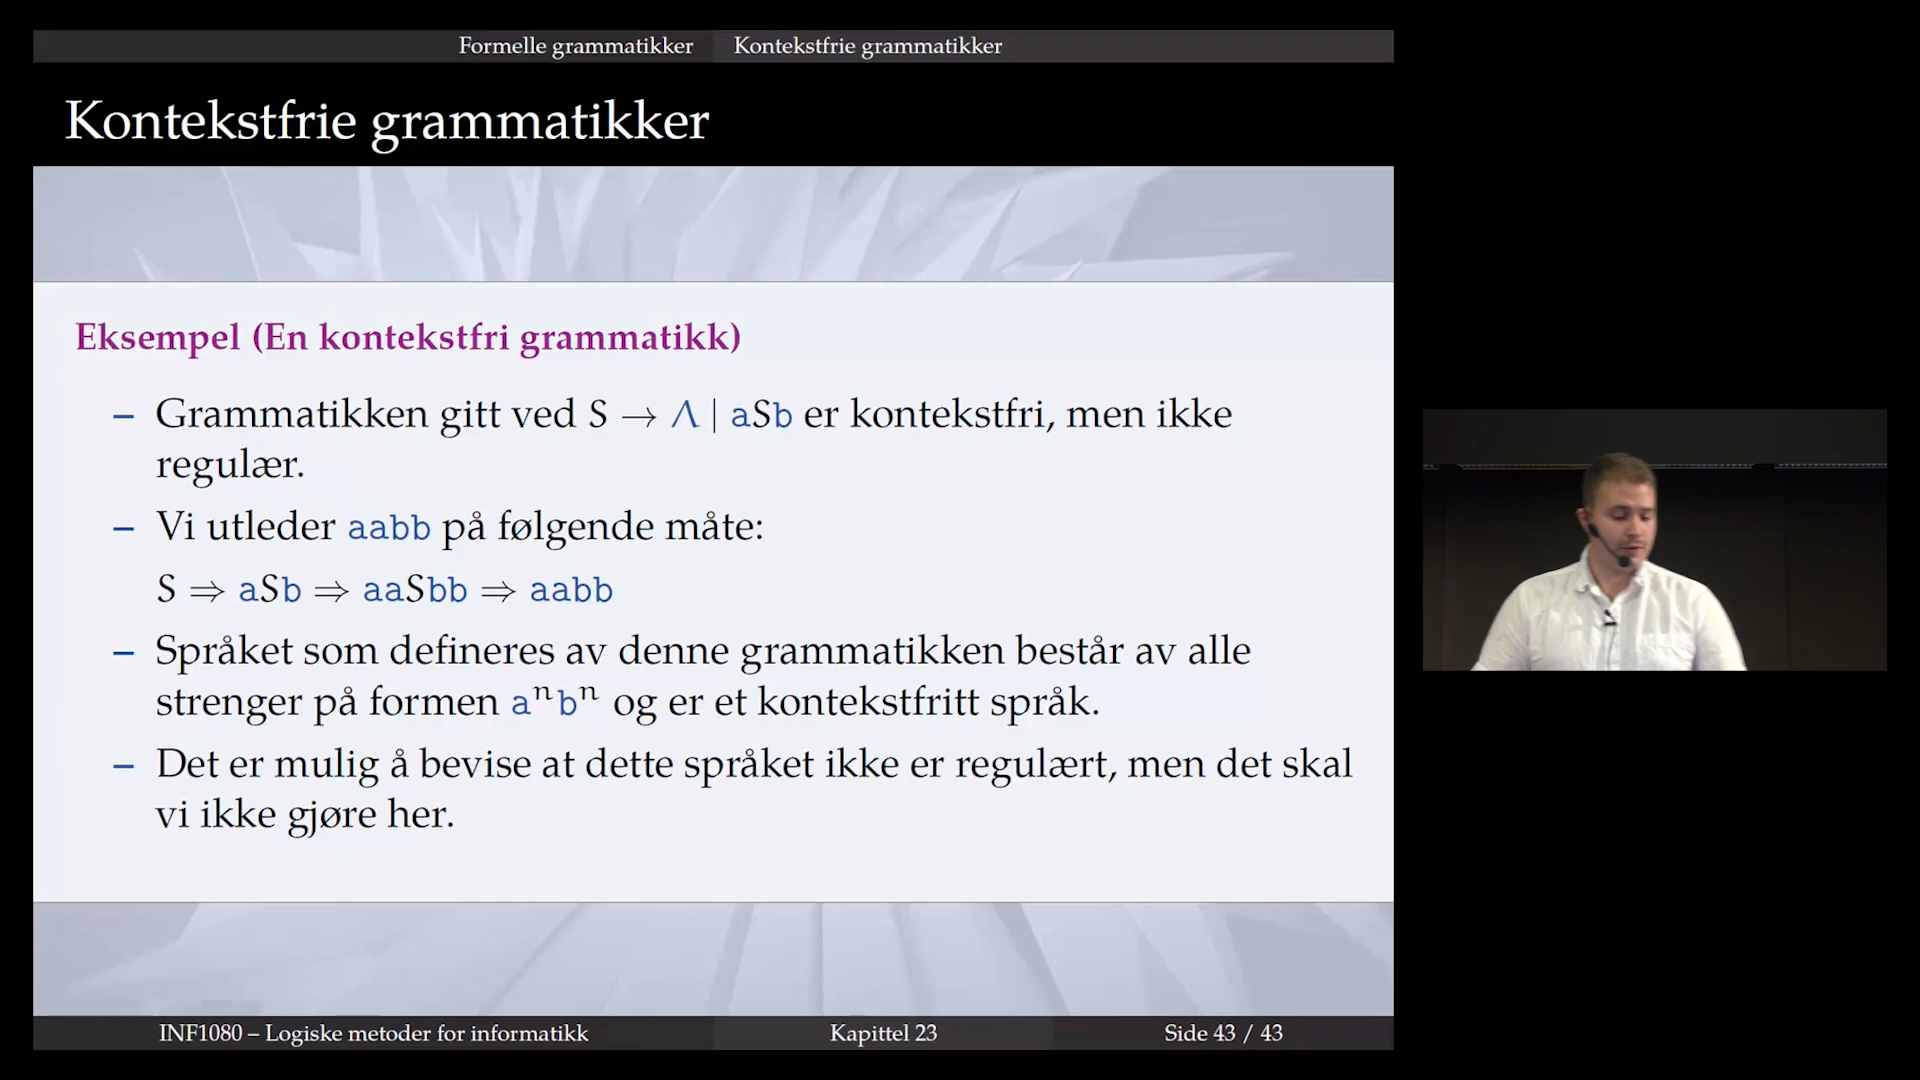 Formelle grammatikker Kontekstfrie grammatikker
Kontekstfrie grammatikker
Eksempel (En kontekstfri grammatikk)
– Grammatikken gitt ved S → Λ | aSb er kontekstfri, men ikke
regulær.
– Vi utleder aabb på følgende måte:
S ⇒ aSb ⇒ aaSbb ⇒ aabb
– Språket som defineres av denne grammatikken består av alle
strenger på formen aⁿbⁿ og er et kontekstfritt språk.
– Det er mulig å bevise at dette språket ikke er regulært, men det skal
vi ikke gjøre her.
INF1080 – Logiske metoder for informatikk Kapittel 23 Side 43 / 43